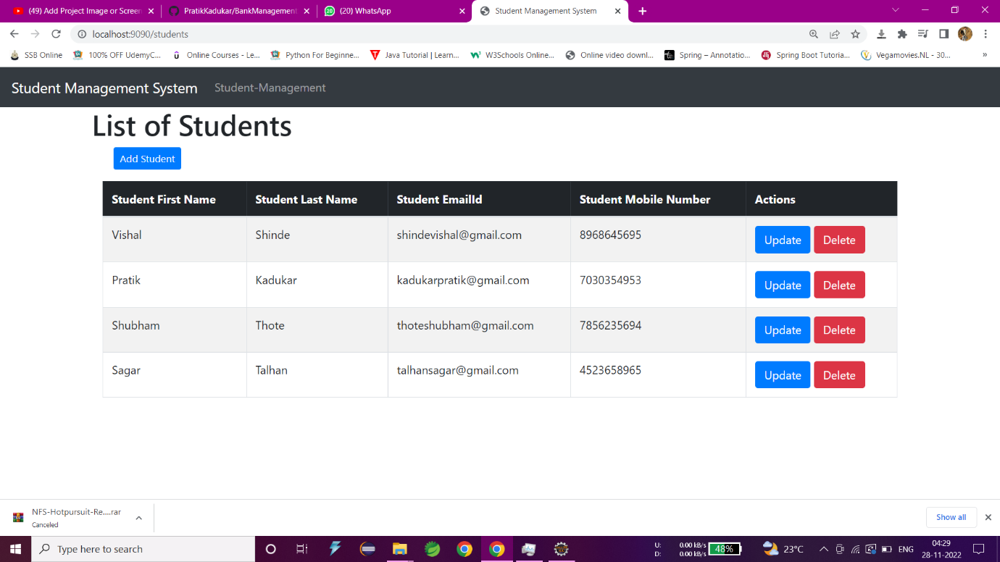 (49) Add Project Image or Screen
PratikKadukar/BankManagement
(20) WhatsApp
Student Management System
localhost:9090/students
SSB Online
100% OFF UdemyC...
Online Courses - Le...
Python For Beginne...
Java Tutorial | Learn...
W3Schools Online...
Online video downl...
Spring – Annotatio...
Spring Boot Tutoria...
Vegamovies.NL - 30...
»
Student Management System Student-Management
List of Students
Add Student
Student First Name Student Last Name Student EmailId Student Mobile Number Actions
Vishal Shinde shindevishal@gmail.com 8968645695 Update Delete
Pratik Kadukar kadukarpratik@gmail.com 7030354953 Update Delete
Shubham Thote thoteshubham@gmail.com 7856235694 Update Delete
Sagar Talhan talhansagar@gmail.com 4523658965 Update Delete
NFS-Hotpursuit-Re....rar
Canceled
Show all
Type here to search
U: 0.00 kB/s
D: 0.00 kB/s
48%
23°C
ENG
04:29
28-11-2022